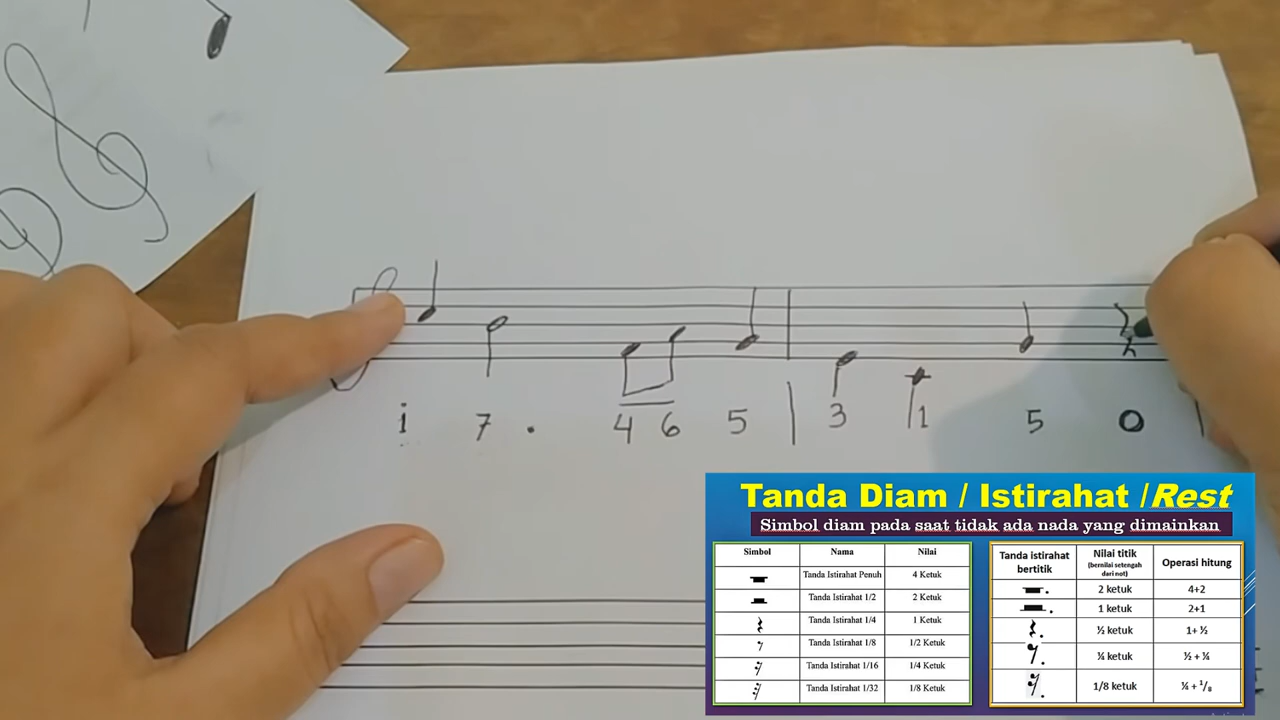 i 7 . 4 6 5 | 3 1 5 0 |
Tanda Diam / Istirahat /Rest
Simbol diam pada saat tidak ada nada yang dimainkan
Simbol Nama Nilai
Tanda Istirahat Penuh 4 Ketuk
Tanda Istirahat 1/2 2 Ketuk
Tanda Istirahat 1/4 1 Ketuk
Tanda Istirahat 1/8 1/2 Ketuk
Tanda Istirahat 1/16 1/4 Ketuk
Tanda Istirahat 1/32 1/8 Ketuk
Tanda istirahat bertitik Nilai titik (bernilai setengah dari not) Operasi hitung
2 ketuk 4+2
1 ketuk 2+1
½ ketuk 1+ ½
¼ ketuk ½ + ¼
1/8 ketuk ¼ + 1/8